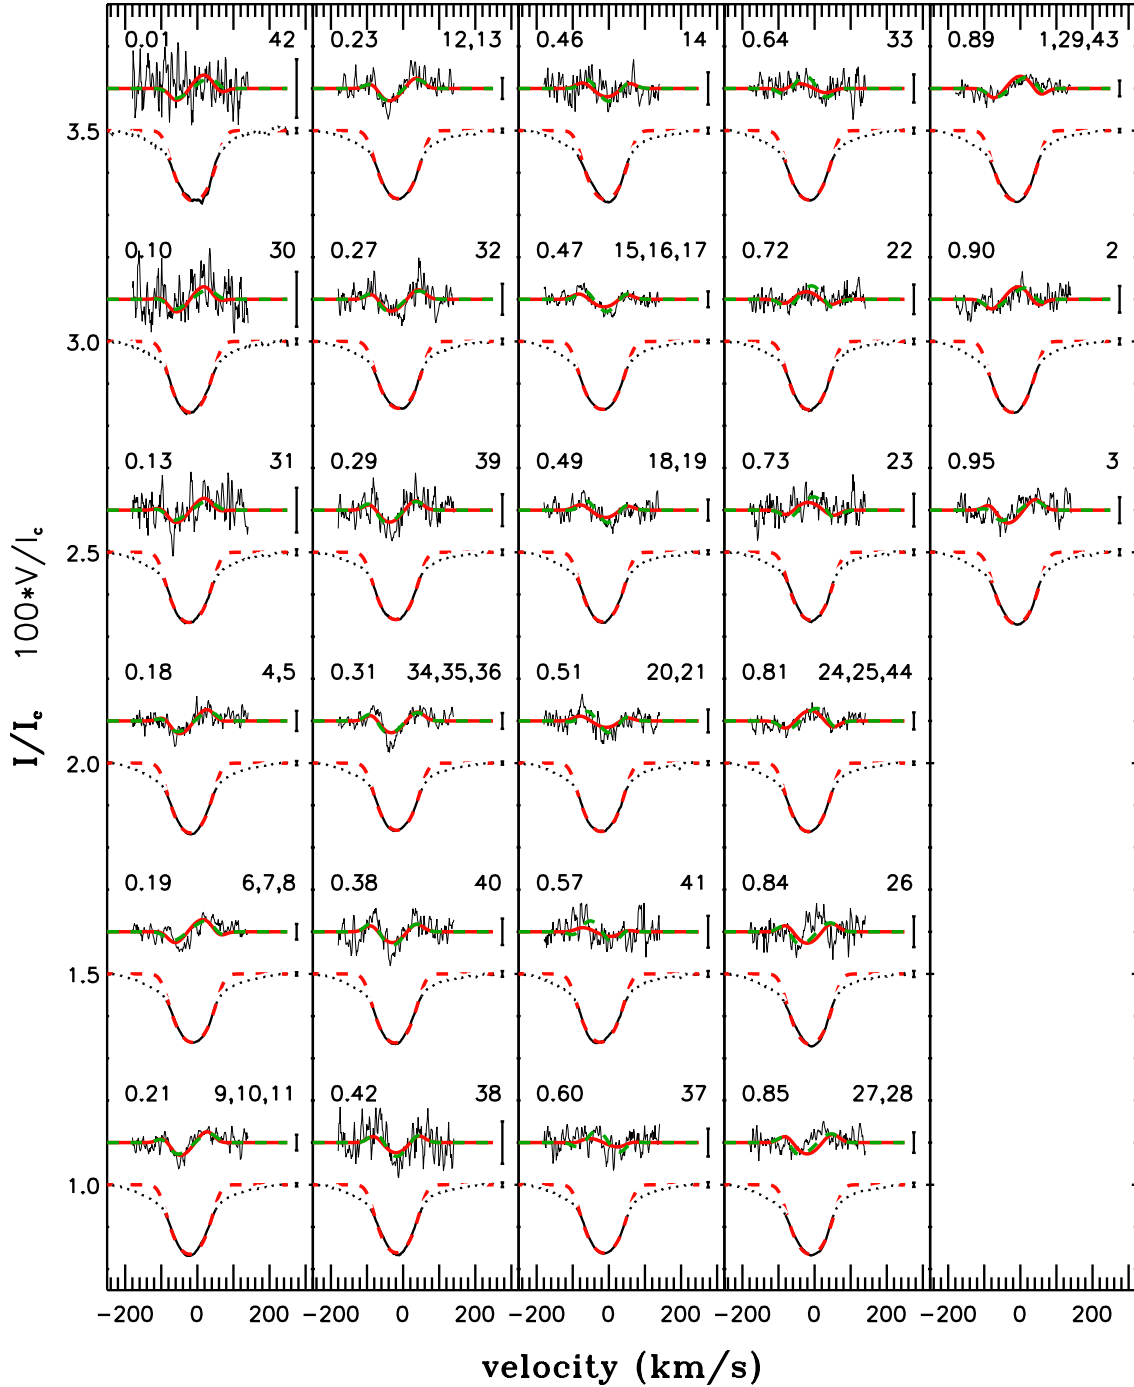 0.01 42 0.23 12,13 0.46 14 0.64 33 0.89 1,29,43
3.5
0.10 30 0.27 32 0.47 15,16,17 0.72 22 0.90 2
3.0
0.13 31 0.29 39 0.49 18,19 0.73 23 0.95 3
2.5
0.18 4,5 0.31 34,35,36 0.51 20,21 0.81 24,25,44
2.0
0.19 6,7,8 0.38 40 0.57 41 0.84 26
1.5
0.21 9,10,11 0.42 38 0.60 37 0.85 27,28
1.0
I/Ic 100*V/Ic
−200 0 200 −200 0 200 −200 0 200 −200 0 200 −200 0 200
velocity (km/s)